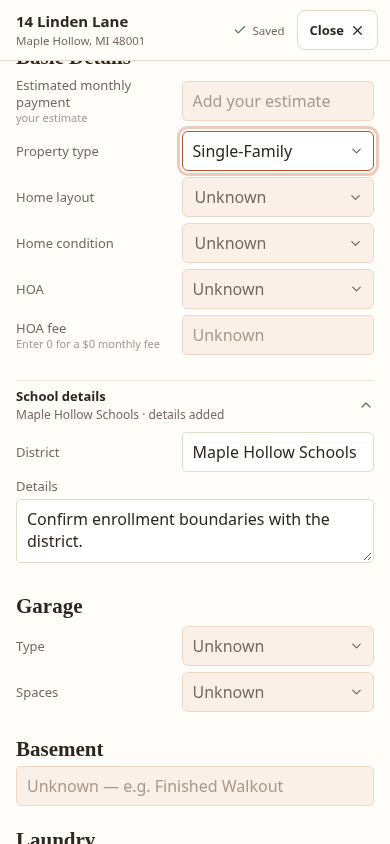 14 Linden Lane
Maple Hollow, MI 48001
Saved
Close
Basic Details
Estimated monthly payment
your estimate
Add your estimate
Property type
Single-Family
Home layout
Unknown
Home condition
Unknown
HOA
Unknown
HOA fee
Enter 0 for a $0 monthly fee
Unknown
School details
Maple Hollow Schools · details added
District
Maple Hollow Schools
Details
Confirm enrollment boundaries with the
district.
Garage
Type
Unknown
Spaces
Unknown
Basement
Unknown — e.g. Finished Walkout
Laundry